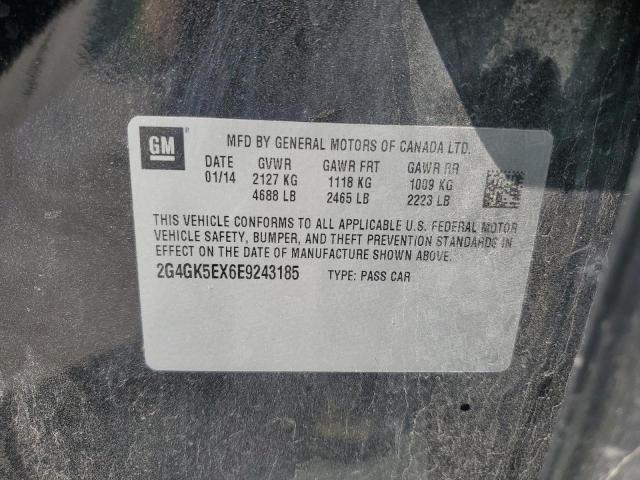 GM ®
MFD BY GENERAL MOTORS OF CANADA LTD.
DATE GVWR GAWR FRT GAWR RR
01/14 2127 KG 1118 KG 1009 KG
4688 LB 2465 LB 2223 LB
THIS VEHICLE CONFORMS TO ALL APPLICABLE U.S. FEDERAL MOTOR
VEHICLE SAFETY, BUMPER, AND THEFT PREVENTION STANDARDS IN
EFFECT ON THE DATE OF MANUFACTURE SHOWN ABOVE.
2G4GK5EX6E9243185 TYPE: PASS CAR